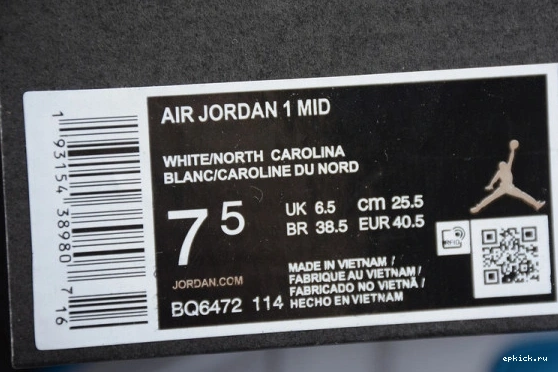 AIR JORDAN 1 MID
WHITE/NORTH CAROLINA
BLANC/CAROLINE DU NORD
7 5
UK 6.5 cm 25.5
BR 38.5 EUR 40.5
JORDAN.COM
MADE IN VIETNAM /
FABRIQUE AU VIETNAM /
FABRICADO NO VIETNÃ /
HECHO EN VIETNAM
BQ6472 114
1 93154 38980 716
RFID
epkick.ru